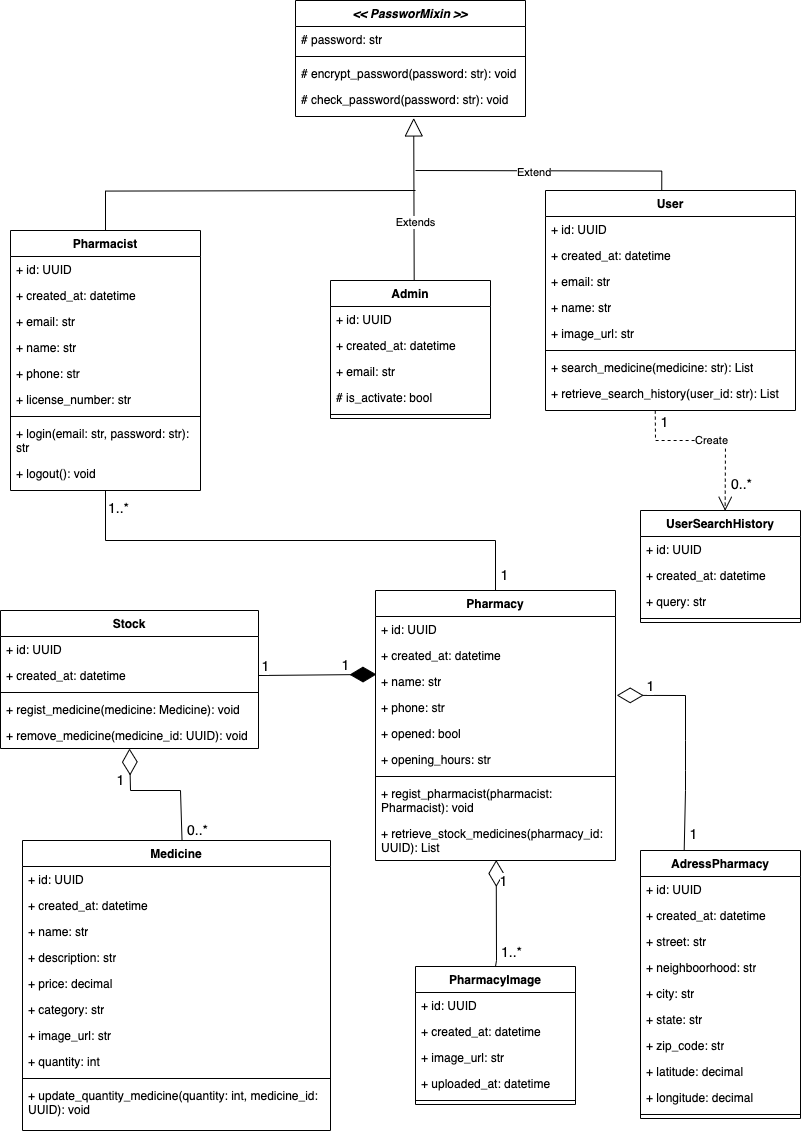 << PassworMixin >>
# password: str
# encrypt_password(password: str): void
# check_password(password: str): void
Extend
Extends
Pharmacist
+ id: UUID
+ created_at: datetime
+ email: str
+ name: str
+ phone: str
+ license_number: str
+ login(email: str, password: str):
str
+ logout(): void
1..*
Admin
+ id: UUID
+ created_at: datetime
+ email: str
# is_activate: bool
User
+ id: UUID
+ created_at: datetime
+ email: str
+ name: str
+ image_url: str
+ search_medicine(medicine: str): List
+ retrieve_search_history(user_id: str): List
1
Create
0..*
UserSearchHistory
+ id: UUID
+ created_at: datetime
+ query: str
1
Stock
+ id: UUID
+ created_at: datetime
+ regist_medicine(medicine: Medicine): void
+ remove_medicine(medicine_id: UUID): void
1
1
Pharmacy
+ id: UUID
+ created_at: datetime
+ name: str
+ phone: str
+ opened: bool
+ opening_hours: str
+ regist_pharmacist(pharmacist:
Pharmacist): void
+ retrieve_stock_medicines(pharmacy_id:
UUID): List
1
1
1
0..*
Medicine
+ id: UUID
+ created_at: datetime
+ name: str
+ description: str
+ price: decimal
+ category: str
+ image_url: str
+ quantity: int
+ update_quantity_medicine(quantity: int, medicine_id:
UUID): void
1
1..*
PharmacyImage
+ id: UUID
+ created_at: datetime
+ image_url: str
+ uploaded_at: datetime
AdressPharmacy
+ id: UUID
+ created_at: datetime
+ street: str
+ neighboorhood: str
+ city: str
+ state: str
+ zip_code: str
+ latitude: decimal
+ longitude: decimal